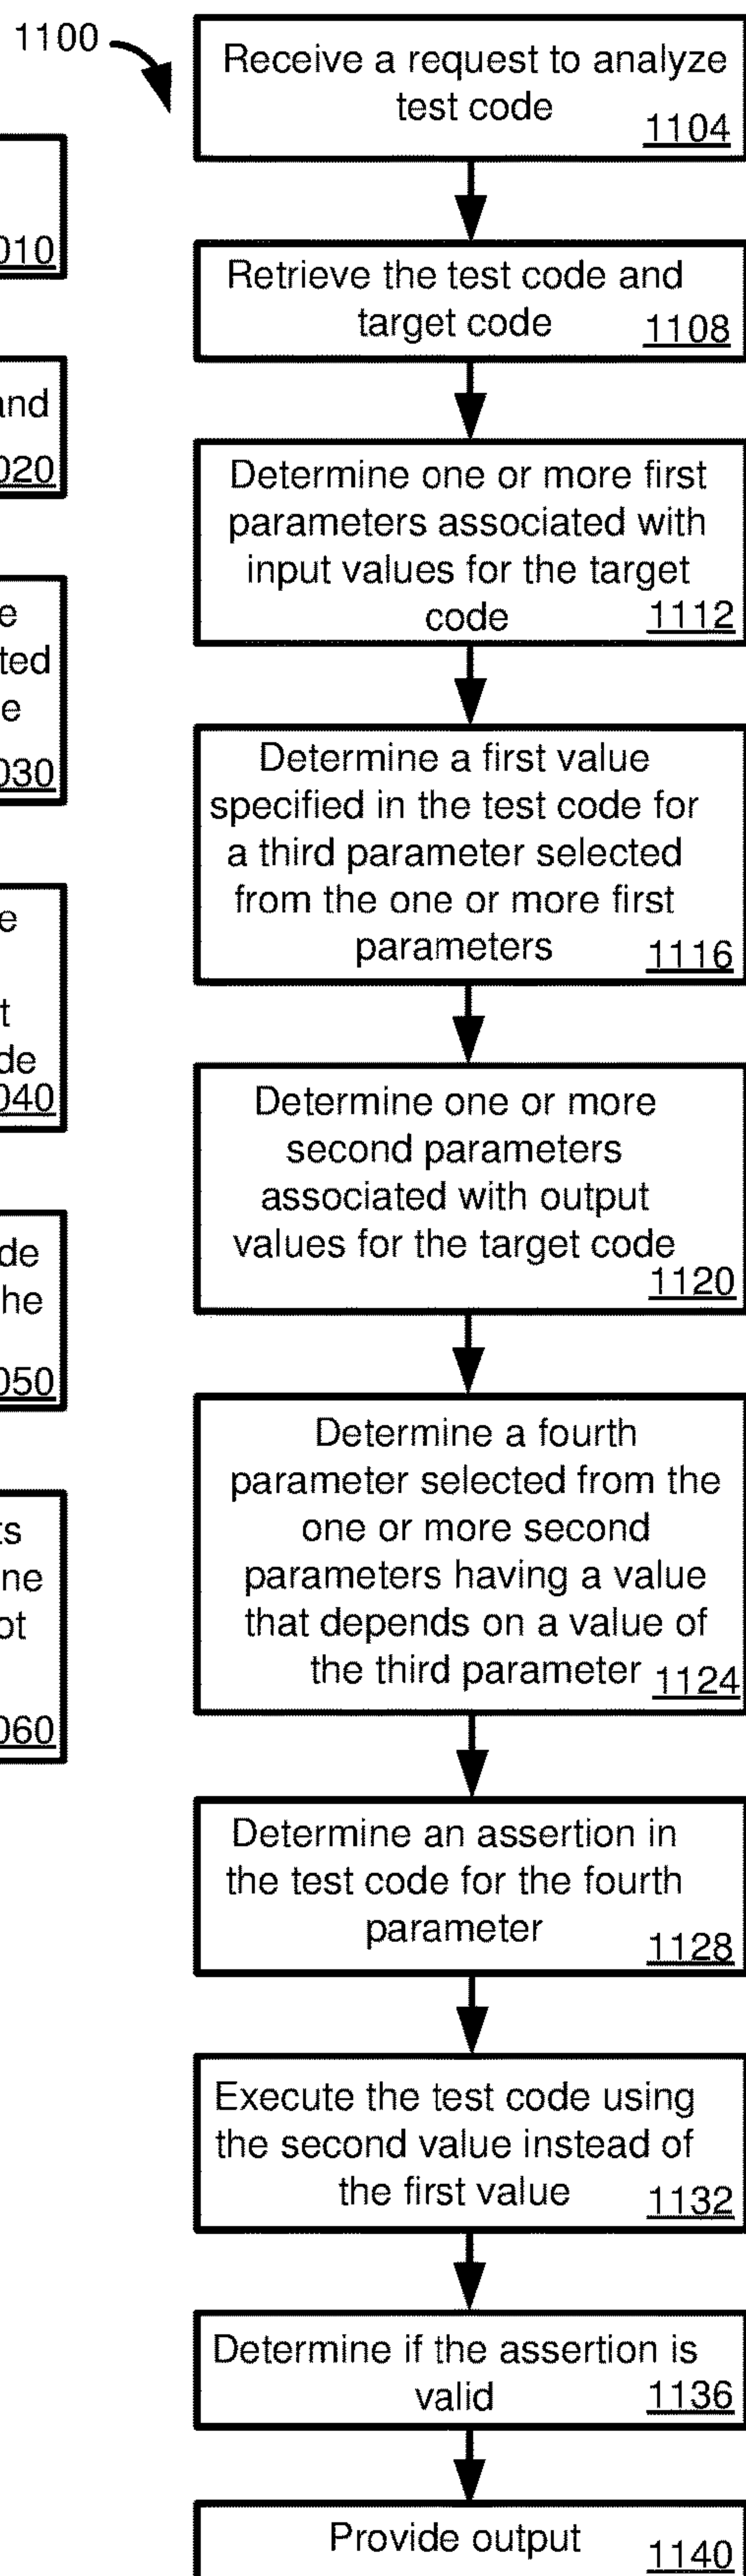 1100
Receive a request to analyze
test code
1104
Retrieve the test code and
target code
1108
Determine one or more first
parameters associated with
input values for the target
code
1112
Determine a first value
specified in the test code for
a third parameter selected
from the one or more first
parameters
1116
Determine one or more
second parameters
associated with output
values for the target code
1120
Determine a fourth
parameter selected from the
one or more second
parameters having a value
that depends on a value of
the third parameter
1124
Determine an assertion in
the test code for the fourth
parameter
1128
Execute the test code using
the second value instead of
the first value
1132
Determine if the assertion is
valid
1136
Provide output
1140